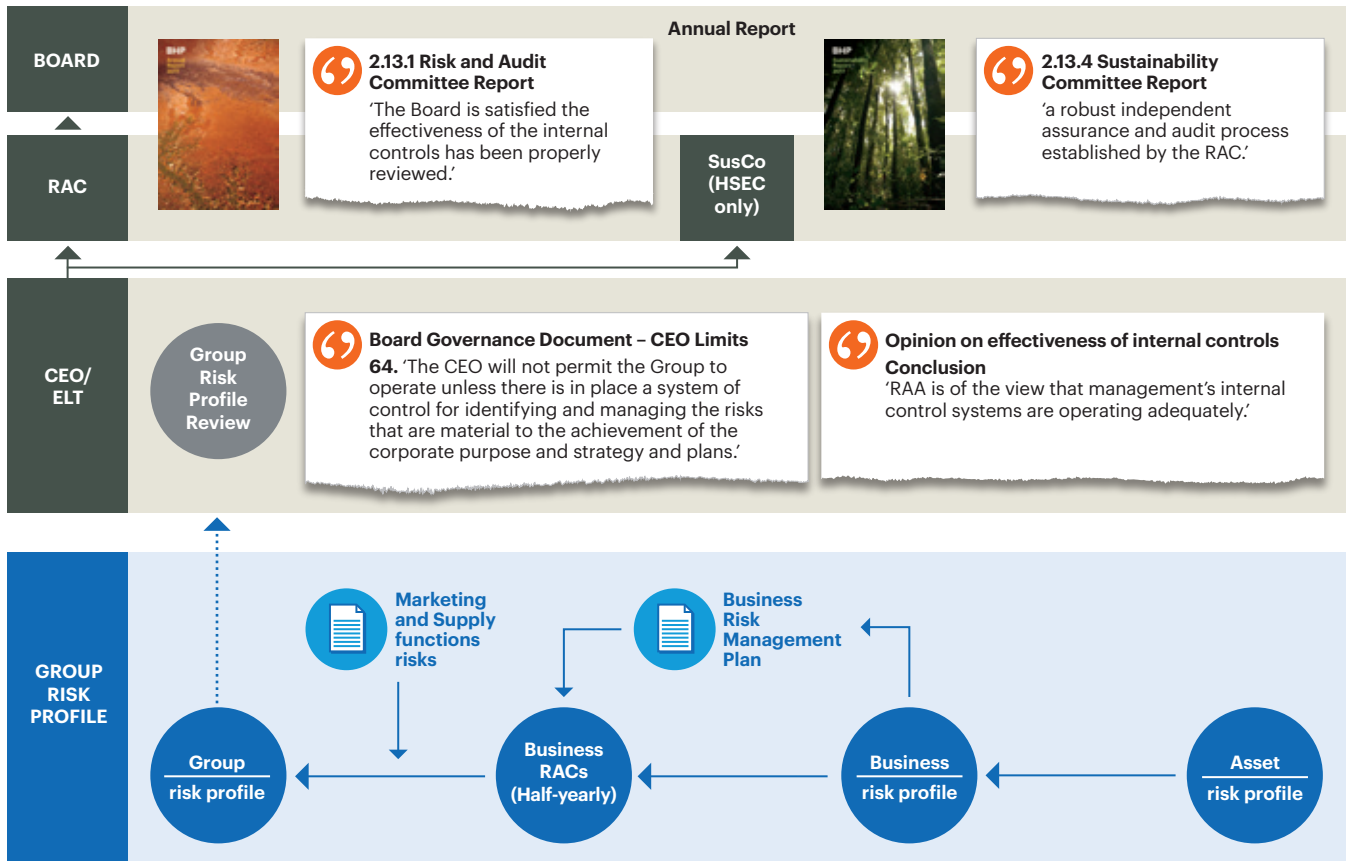 Annual Report
BOARD
BHP
2.13.1 Risk and Audit
Committee Report
'The Board is satisfied the
effectiveness of the internal
controls has been properly
reviewed.'
BHP
2.13.4 Sustainability
Committee Report
'a robust independent
assurance and audit process
established by the RAC.'
RAC
SusCo
(HSEC
only)
CEO/
ELT
Group
Risk
Profile
Review
Board Governance Document – CEO Limits
64. 'The CEO will not permit the Group to
operate unless there is in place a system of
control for identifying and managing the risks
that are material to the achievement of the
corporate purpose and strategy and plans.'
Opinion on effectiveness of internal controls
Conclusion
'RAA is of the view that management's internal
control systems are operating adequately.'
GROUP
RISK
PROFILE
Marketing
and Supply
functions
risks
Business
Risk
Management
Plan
Group
risk profile
Business
RACs
(Half-yearly)
Business
risk profile
Asset
risk profile